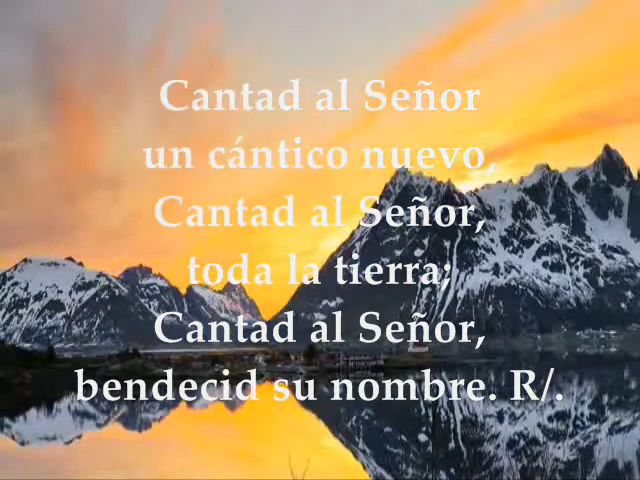 Cantad al Señor
un cántico nuevo,
Cantad al Señor,
toda la tierra;
Cantad al Señor,
bendecid su nombre. R/.